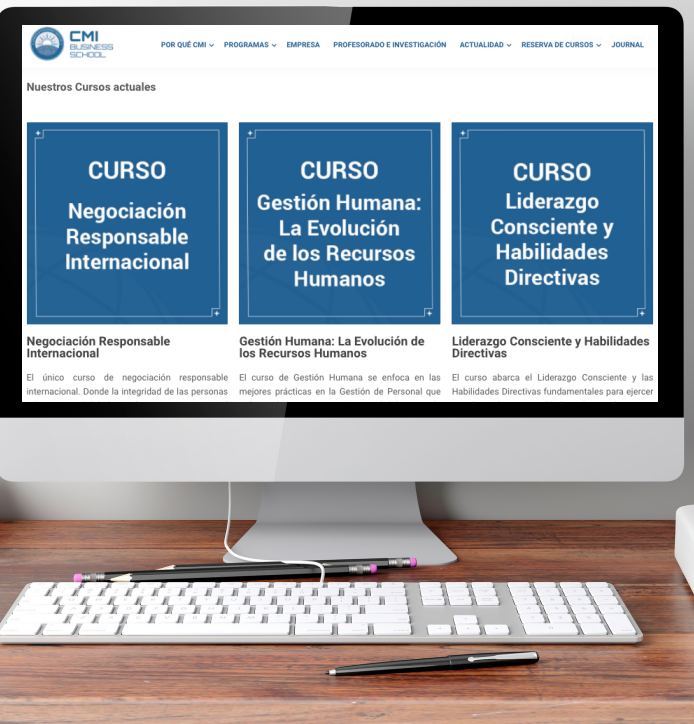 CMI
BUSINESS
SCHOOL
POR QUÉ CMI PROGRAMAS EMPRESA PROFESORADO E INVESTIGACIÓN ACTUALIDAD RESERVA DE CURSOS JOURNAL
Nuestros Cursos actuales
CURSO
Negociación
Responsable
Internacional
CURSO
Gestión Humana:
La Evolución
de los Recursos
Humanos
CURSO
Liderazgo
Consciente y
Habilidades
Directivas
Negociación Responsable
Internacional
El único curso de negociación responsable
internacional. Donde la integridad de las personas
Gestión Humana: La Evolución de
los Recursos Humanos
El curso de Gestión Humana se enfoca en las
mejores prácticas en la Gestión de Personal que
Liderazgo Consciente y Habilidades
Directivas
El curso abarca el Liderazgo Consciente y las
Habilidades Directivas fundamentales para ejercer